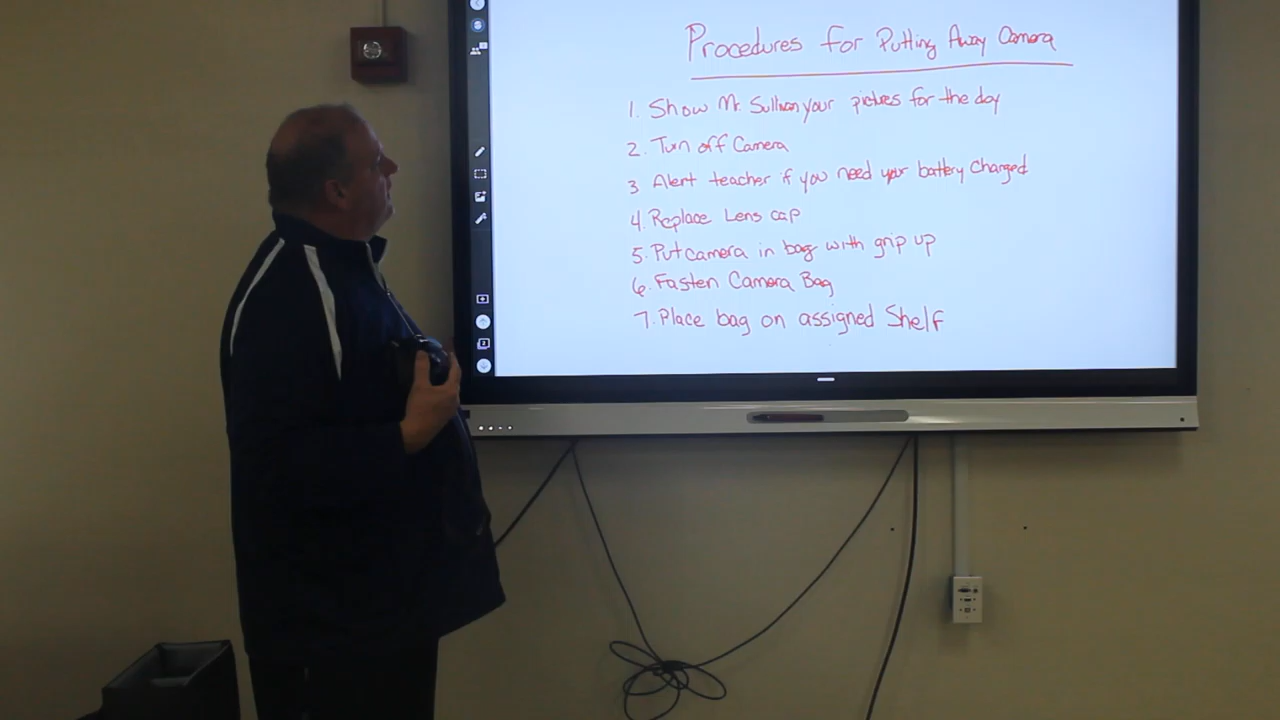 Procedures for Putting Away Camera
1. Show Mr. Sullivan your pictures for the day
2. Turn off Camera
3 Alert teacher if you need your battery Charged
4. Replace Lens cap
5. Put camera in bag with grip up
6. Fasten Camera Bag
7. Place bag on assigned Shelf